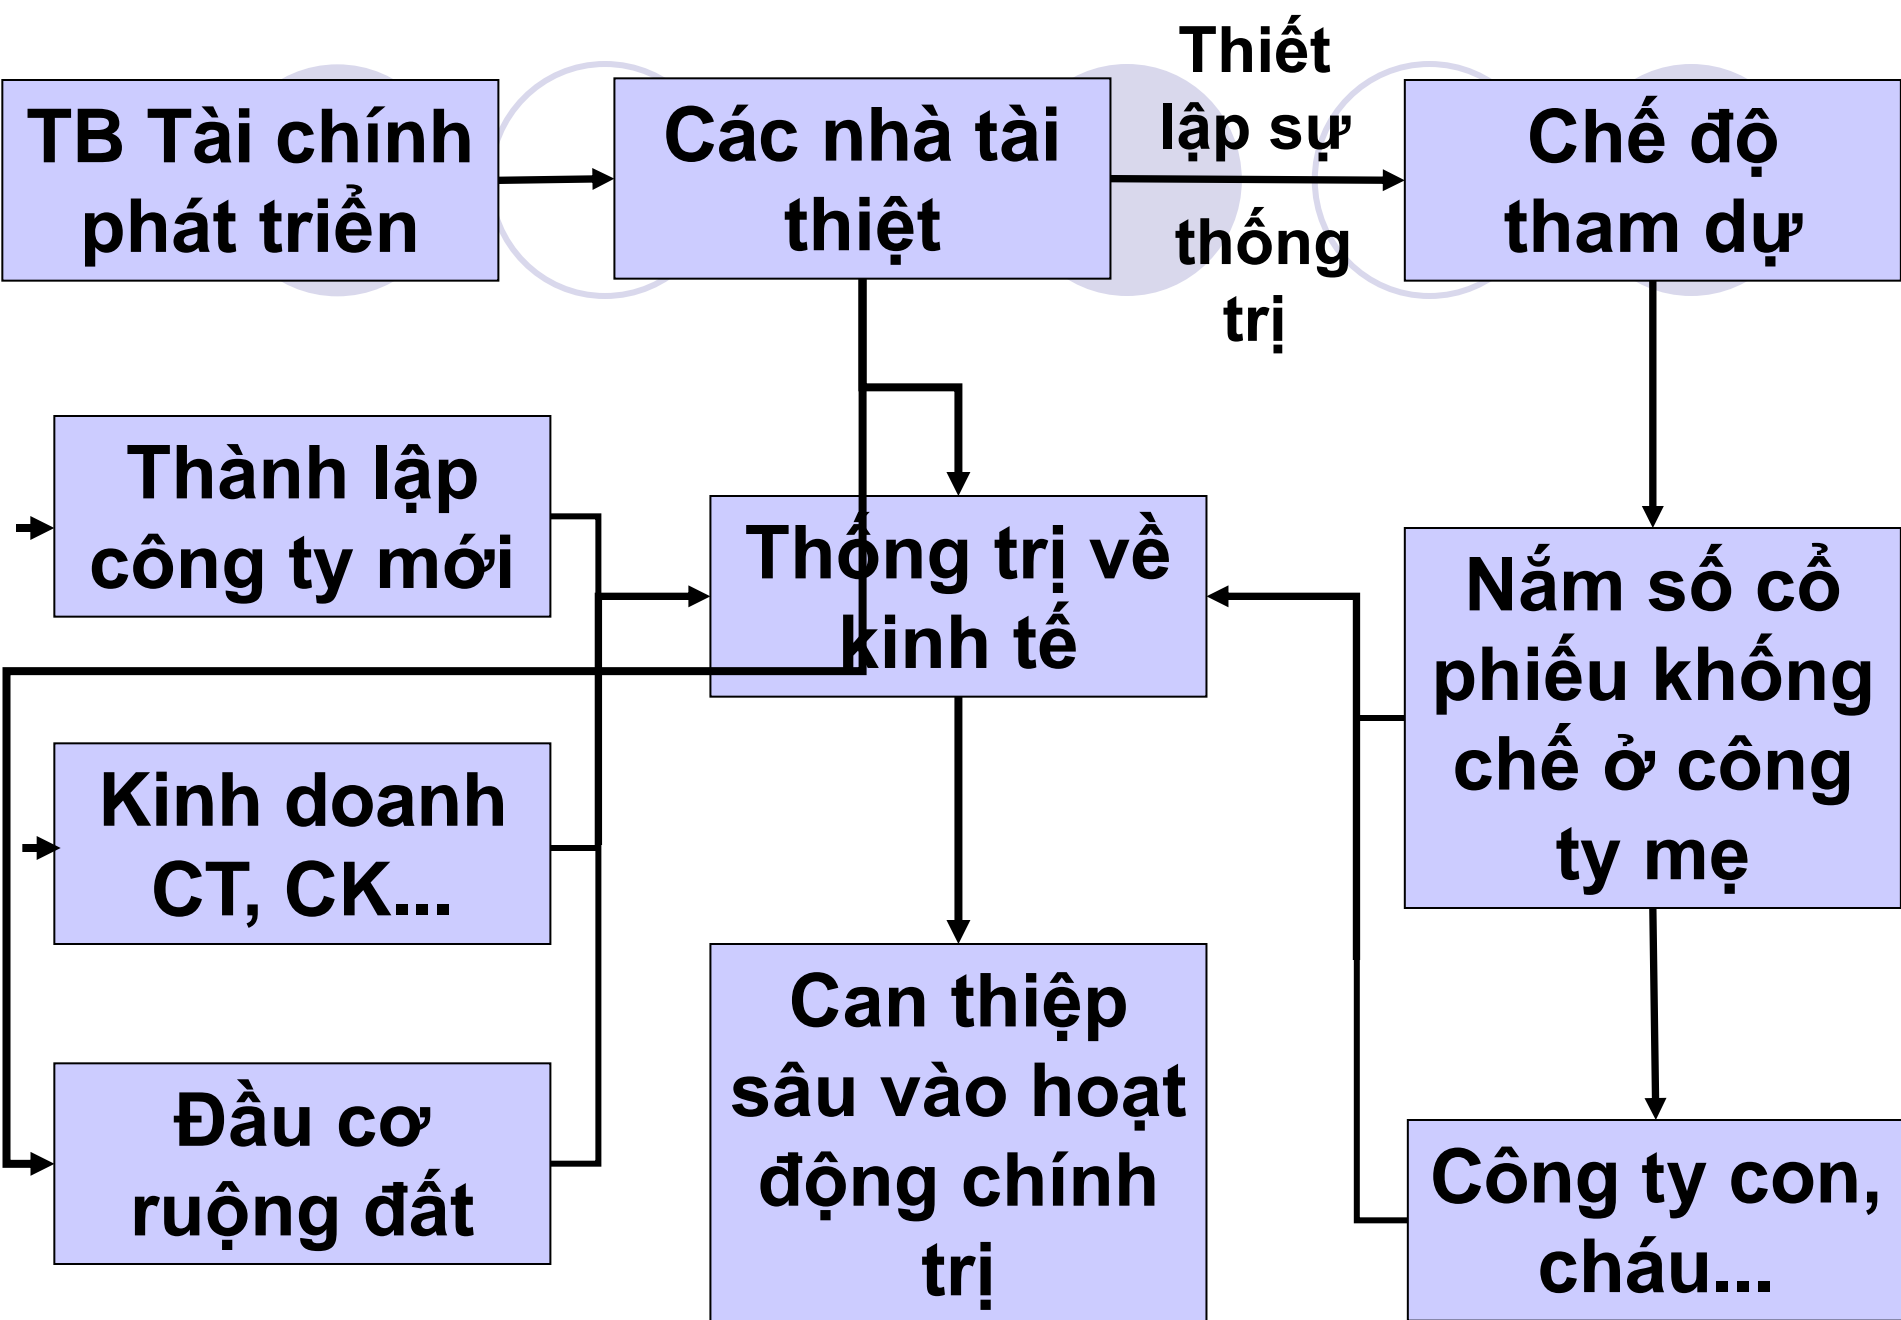 TB Tài chính
phát triển
Các nhà tài
thiệt
Thiết
lập sự
thống
trị
Chế độ
tham dự
Thành lập
công ty mới
Thống trị về
kinh tế
Nắm số cổ
phiếu khống
chế ở công
ty mẹ
Kinh doanh
CT, CK...
Can thiệp
sâu vào hoạt
động chính
trị
Đầu cơ
ruộng đất
Công ty con,
cháu...